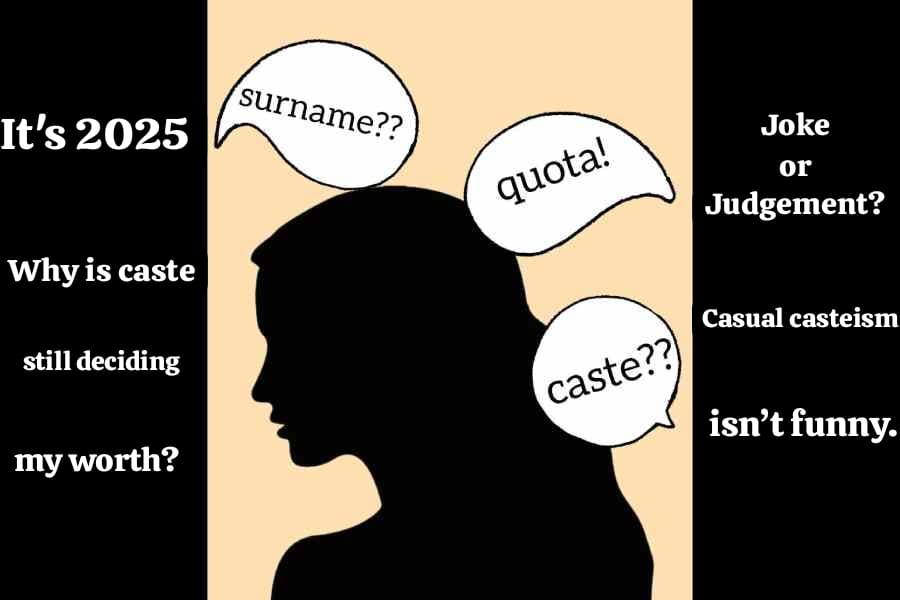 It's 2025
Why is caste
still deciding
my worth?
surname??
quota!
caste??
Joke
or
Judgement?
Casual casteism
isn’t funny.